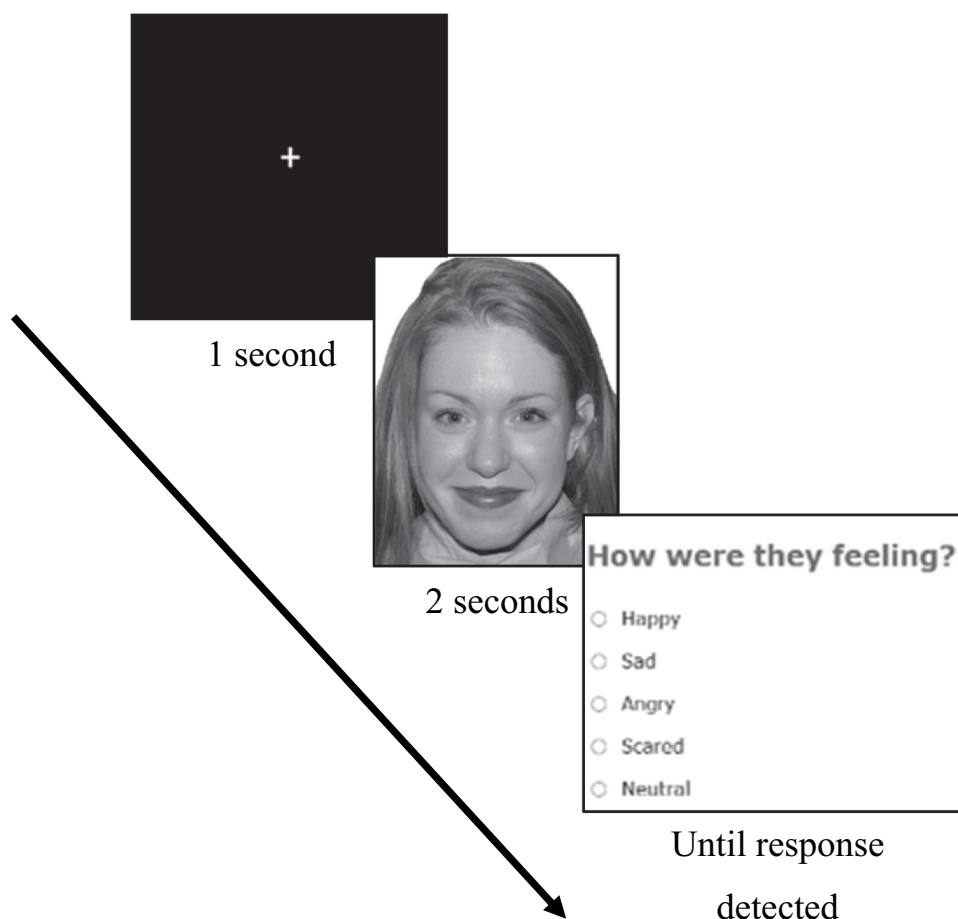 1 second
2 seconds
How were they feeling?
Happy
Sad
Angry
Scared
Neutral
Until response
detected